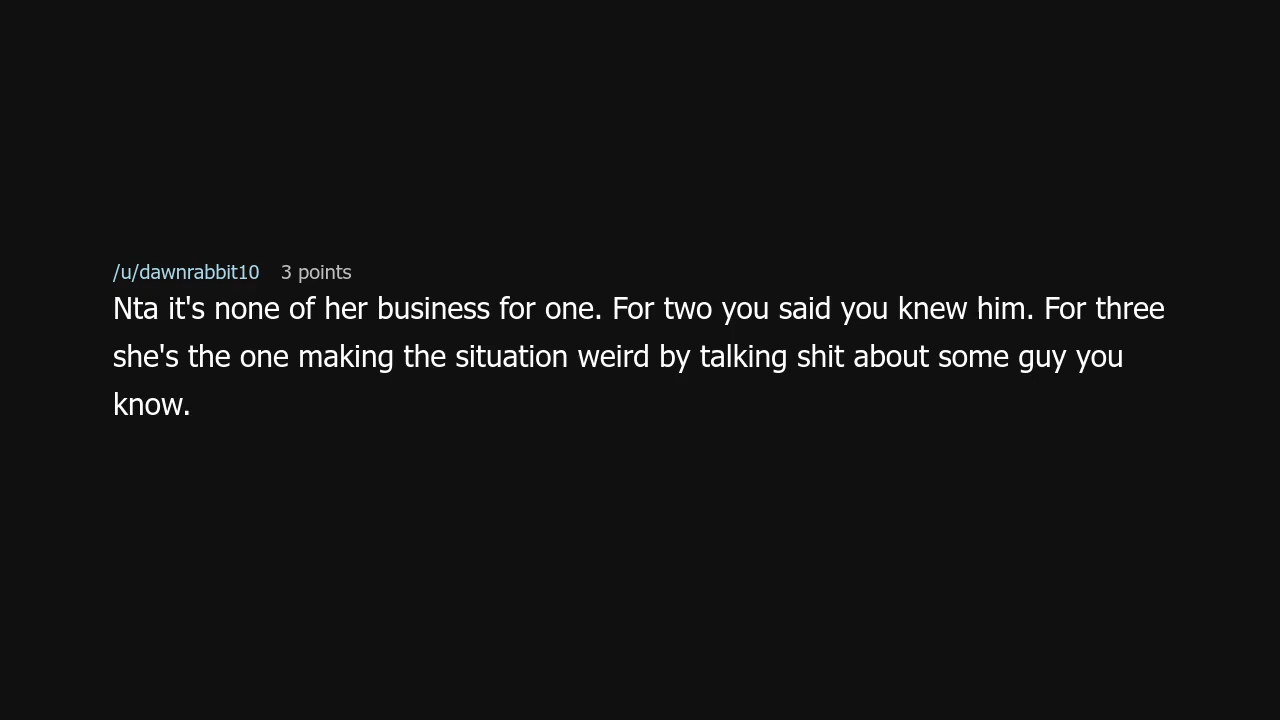 /u/dawnrabbit10 3 points
Nta it's none of her business for one. For two you said you knew him. For three
she's the one making the situation weird by talking shit about some guy you
know.